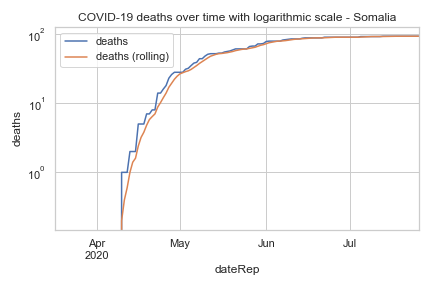 COVID-19 deaths over time with logarithmic scale - Somalia
deaths
deaths (rolling)
10²
10¹
10⁰
deaths
Apr
2020
May
Jun
Jul
dateRep